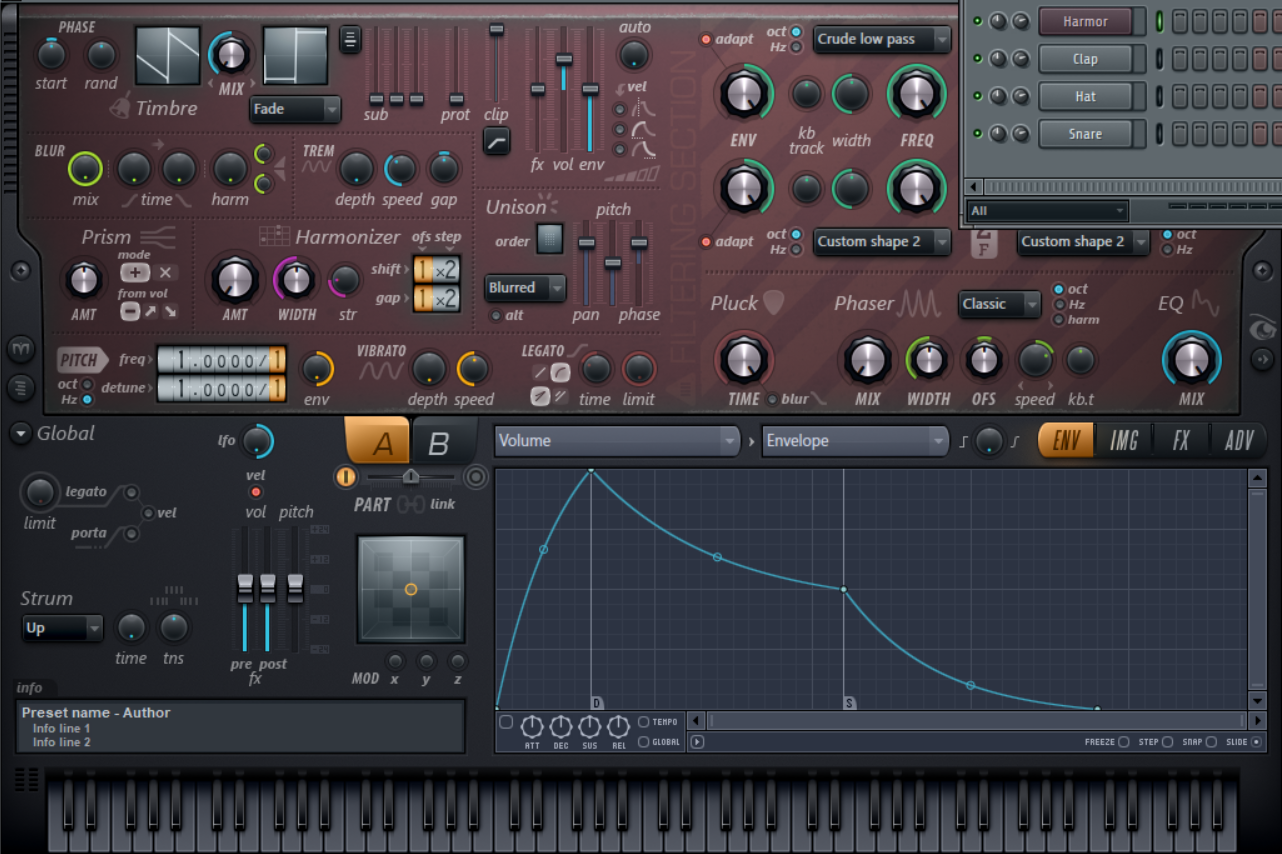 PHASE
start rand
MIX
Timbre
Fade
sub prot clip
auto
vel
fx vol env
adapt oct Hz
Crude low pass
ENV kb track width FREQ
adapt oct Hz
Custom shape 2
Custom shape 2
oct
Hz
Harmor
Clap
Hat
Snare
All
BLUR
mix time harm
TREM
depth speed gap
Prism
mode
+ ×
from vol
AMT
Harmonizer
ofs step
shift 1 ×2
gap 1 ×2
AMT WIDTH str
Unison
pitch
order
Blurred
alt
pan phase
FILTERING SECTION
Pluck
TIME blur
Phaser
Classic
oct
Hz
harm
MIX WIDTH OFS speed kb.t
EQ
MIX
PITCH
oct
Hz
freq 1.0000/1
detune 1.0000/1
env
VIBRATO
depth speed
LEGATO
time limit
Global
lfo
A B
Volume
Envelope
ENV IMG FX ADV
legato
limit
vel
porta
vel
vol pitch
+24
PART link
Strum
Up
time tns
pre post
fx
MOD x y z
D
S
info
Preset name - Author
Info line 1
Info line 2
ATT DEC SUS REL
TEMPO
GLOBAL
FREEZE STEP SNAP SLIDE